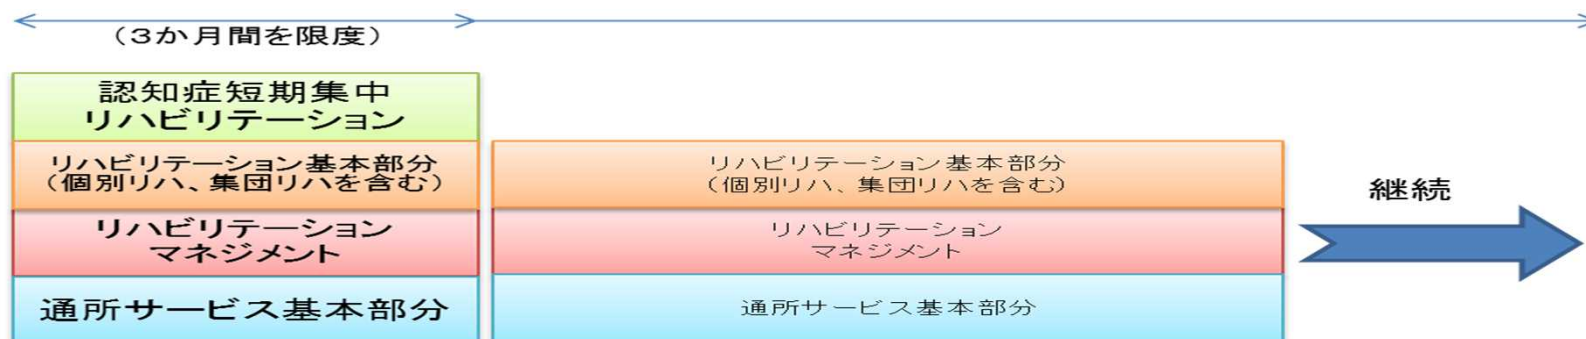 (3か月間を限度)
認知症短期集中
リハビリテーション
リハビリテーション基本部分
(個別リハ、集団リハを含む)
リハビリテーション
マネジメント
通所サービス基本部分
リハビリテーション基本部分
(個別リハ、集団リハを含む)
リハビリテーション
マネジメント
通所サービス基本部分
継続